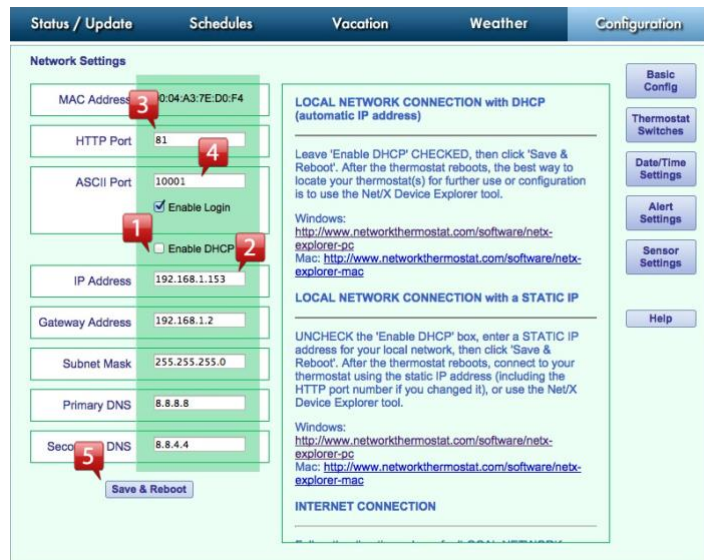 Status / Update Schedules Vacation Weather Configuration
Network Settings
MAC Address 0:04:A3:7E:D0:F4
3
HTTP Port 81
4
ASCII Port 10001
Enable Login
1
Enable DHCP
2
IP Address 192.168.1.153
Gateway Address 192.168.1.2
Subnet Mask 255.255.255.0
Primary DNS 8.8.8.8
DNS 8.8.4.4
5
Save & Reboot
LOCAL NETWORK CONNECTION with DHCP
(automatic IP address)
Leave 'Enable DHCP' CHECKED, then click 'Save &
Reboot'. After the thermostat reboots, the best way to
locate your thermostat(s) for further use or configuration
is to use the Net/X Device Explorer tool.
Windows:
http://www.networkthermostat.com/software/netx-
explorer-pc
Mac: http://www.networkthermostat.com/software/netx-
explorer-mac
LOCAL NETWORK CONNECTION with a STATIC IP
UNCHECK the 'Enable DHCP' box, enter a STATIC IP
address for your local network, then click 'Save &
Reboot'. After the thermostat reboots, connect to your
thermostat using the static IP address (including the
HTTP port number if you changed it), or use the Net/X
Device Explorer tool.
Windows:
http://www.networkthermostat.com/software/netx-
explorer-pc
Mac: http://www.networkthermostat.com/software/netx-
explorer-mac
INTERNET CONNECTION
Basic
Config
Thermostat
Switches
Date/Time
Settings
Alert
Settings
Sensor
Settings
Help